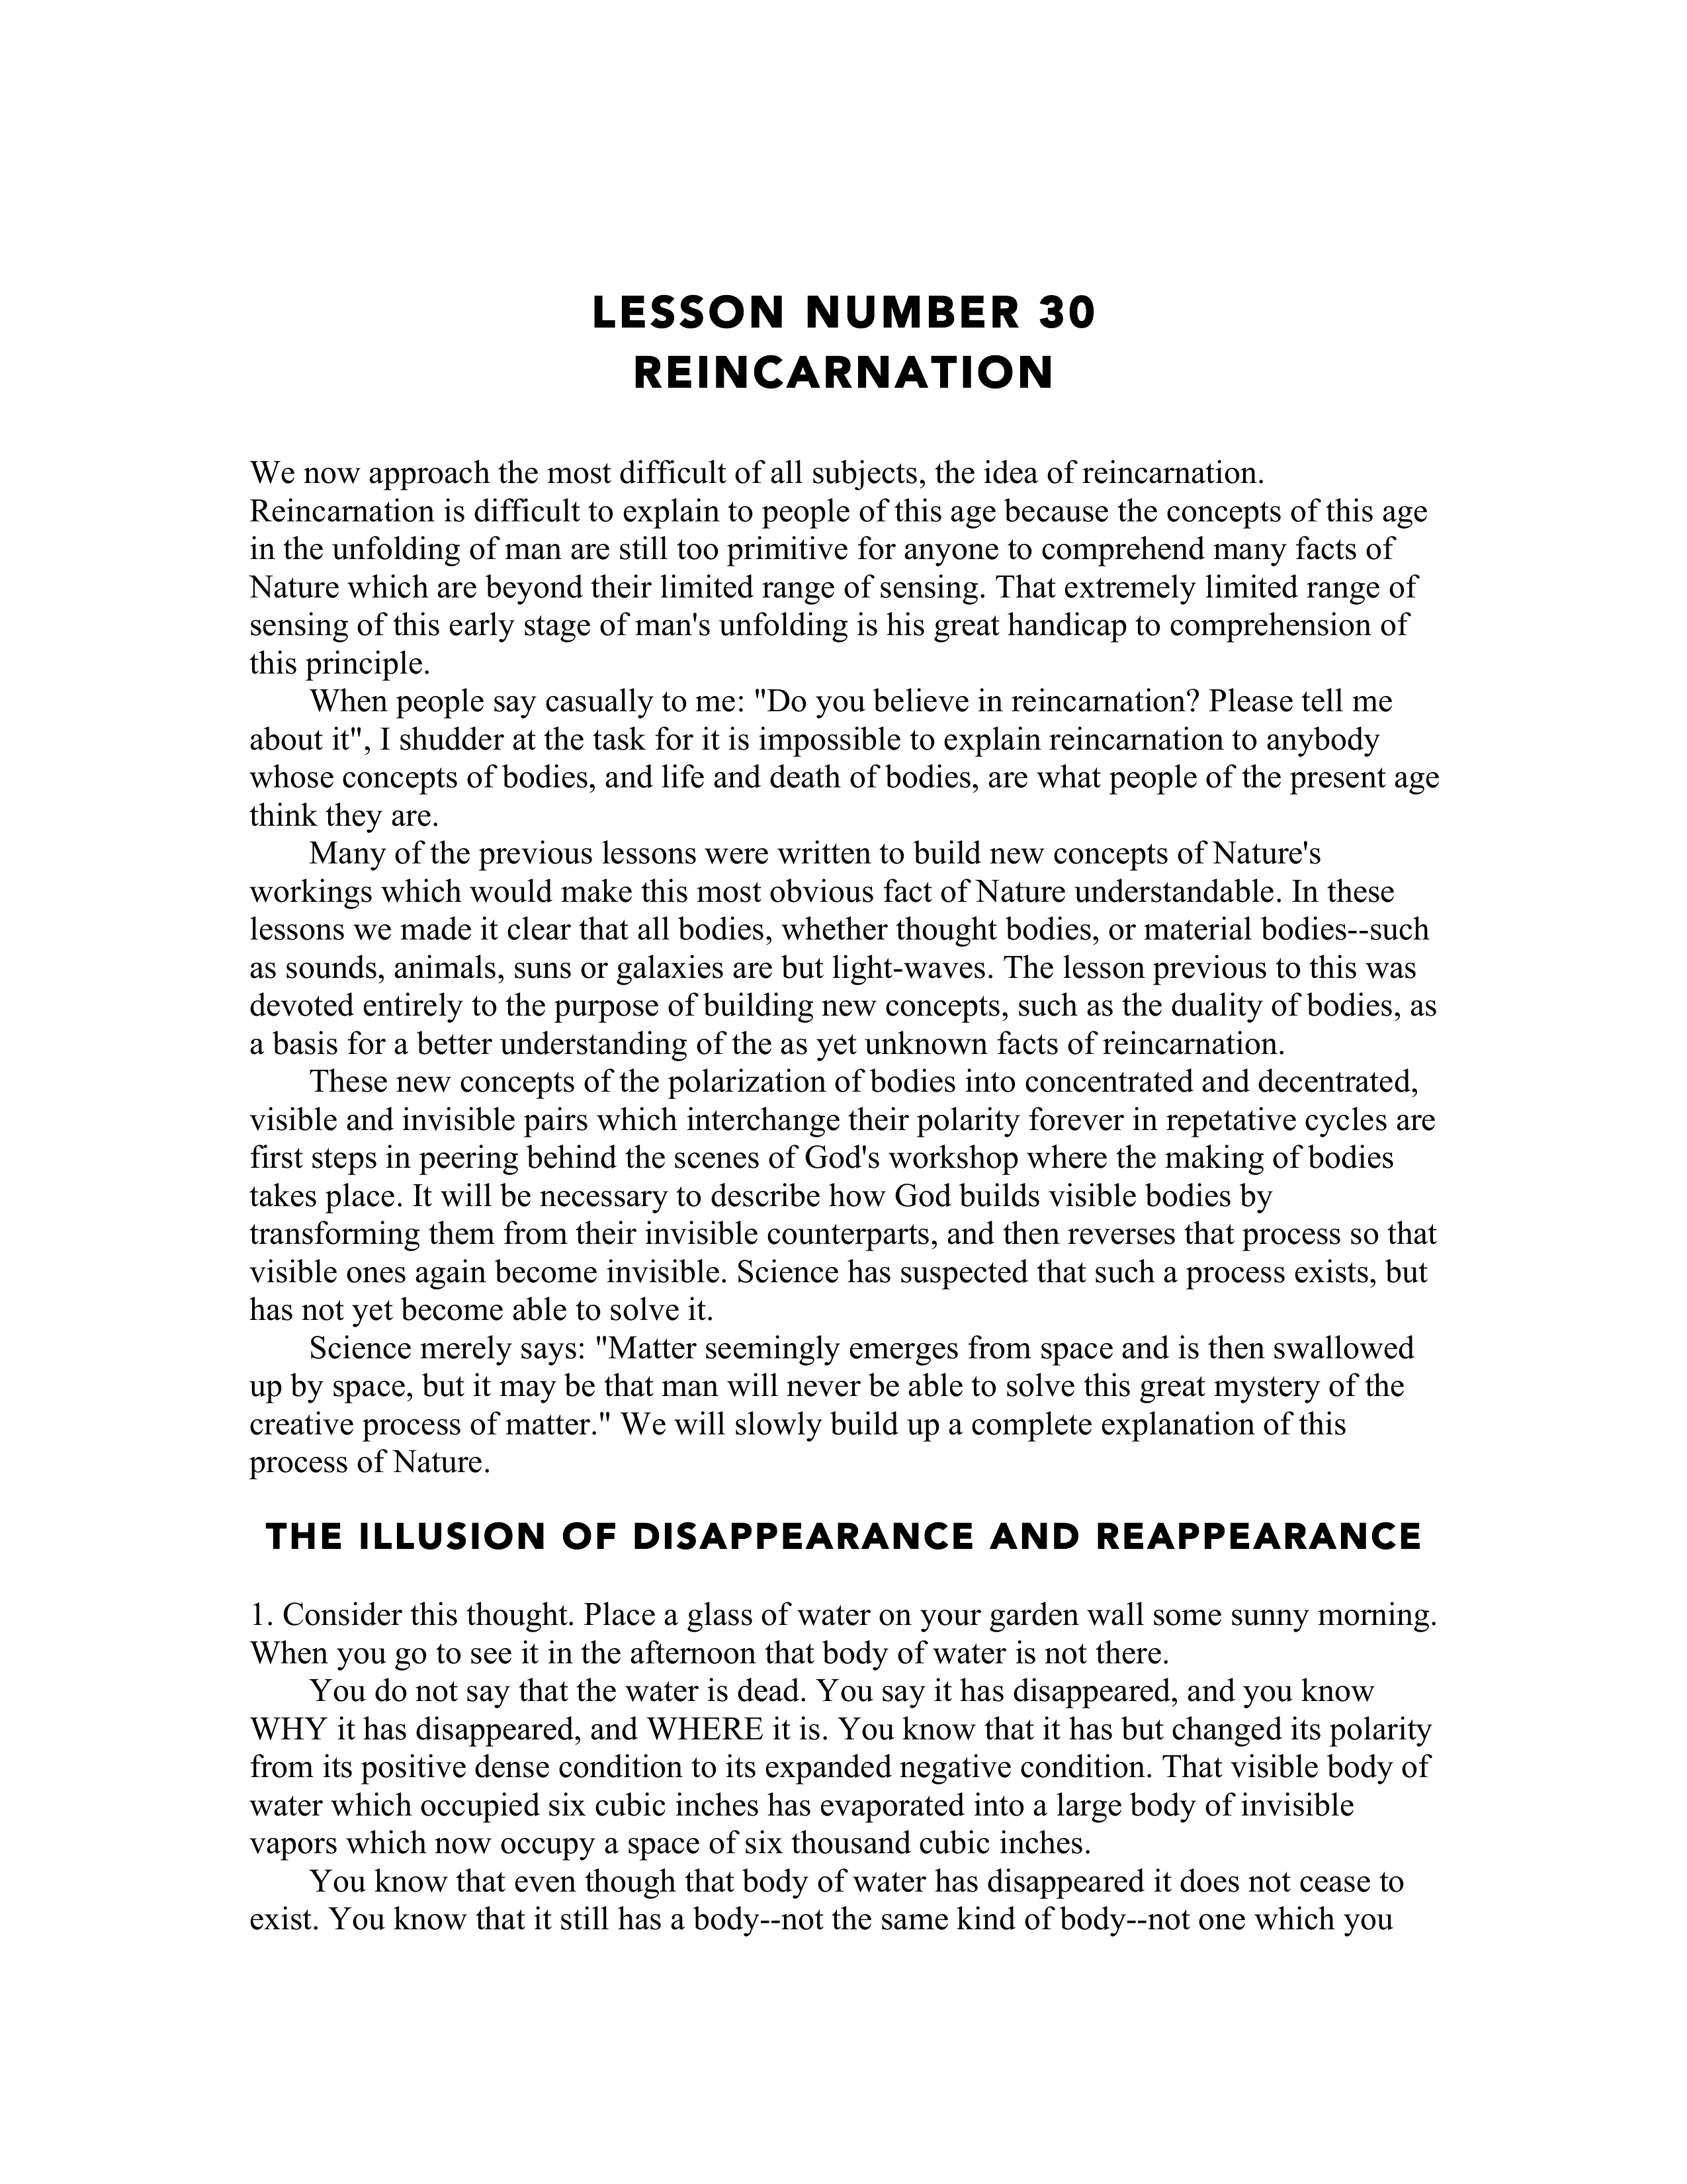 LESSON NUMBER 30
REINCARNATION
We now approach the most difficult of all subjects, the idea of reincarnation.
Reincarnation is difficult to explain to people of this age because the concepts of this age
in the unfolding of man are still too primitive for anyone to comprehend many facts of
Nature which are beyond their limited range of sensing. That extremely limited range of
sensing of this early stage of man's unfolding is his great handicap to comprehension of
this principle.
When people say casually to me: "Do you believe in reincarnation? Please tell me
about it", I shudder at the task for it is impossible to explain reincarnation to anybody
whose concepts of bodies, and life and death of bodies, are what people of the present age
think they are.
Many of the previous lessons were written to build new concepts of Nature's
workings which would make this most obvious fact of Nature understandable. In these
lessons we made it clear that all bodies, whether thought bodies, or material bodies--such
as sounds, animals, suns or galaxies are but light-waves. The lesson previous to this was
devoted entirely to the purpose of building new concepts, such as the duality of bodies, as
a basis for a better understanding of the as yet unknown facts of reincarnation.
These new concepts of the polarization of bodies into concentrated and decentrated,
visible and invisible pairs which interchange their polarity forever in repetative cycles are
first steps in peering behind the scenes of God's workshop where the making of bodies
takes place. It will be necessary to describe how God builds visible bodies by
transforming them from their invisible counterparts, and then reverses that process so that
visible ones again become invisible. Science has suspected that such a process exists, but
has not yet become able to solve it.
Science merely says: "Matter seemingly emerges from space and is then swallowed
up by space, but it may be that man will never be able to solve this great mystery of the
creative process of matter." We will slowly build up a complete explanation of this
process of Nature.
THE ILLUSION OF DISAPPEARANCE AND REAPPEARANCE
1. Consider this thought. Place a glass of water on your garden wall some sunny morning.
When you go to see it in the afternoon that body of water is not there.
You do not say that the water is dead. You say it has disappeared, and you know
WHY it has disappeared, and WHERE it is. You know that it has but changed its polarity
from its positive dense condition to its expanded negative condition. That visible body of
water which occupied six cubic inches has evaporated into a large body of invisible
vapors which now occupy a space of six thousand cubic inches.
You know that even though that body of water has disappeared it does not cease to
exist. You know that it still has a body--not the same kind of body--not one which you